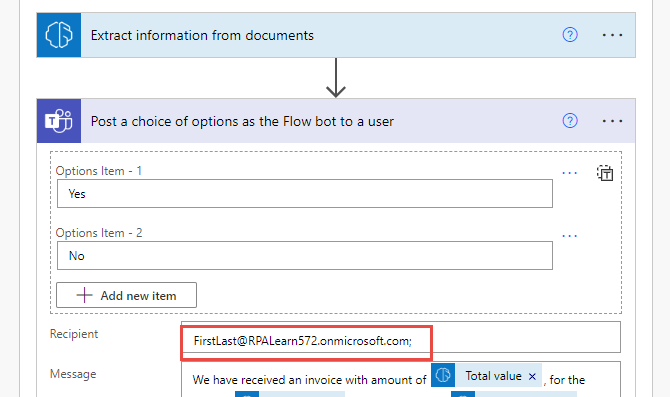 Extract information from documents
Post a choice of options as the Flow bot to a user
Options Item - 1
Yes
Options Item - 2
No
Add new item
Recipient
FirstLast@RPALearn572.onmicrosoft.com;
Message
We have received an invoice with amount of Total value × , for the